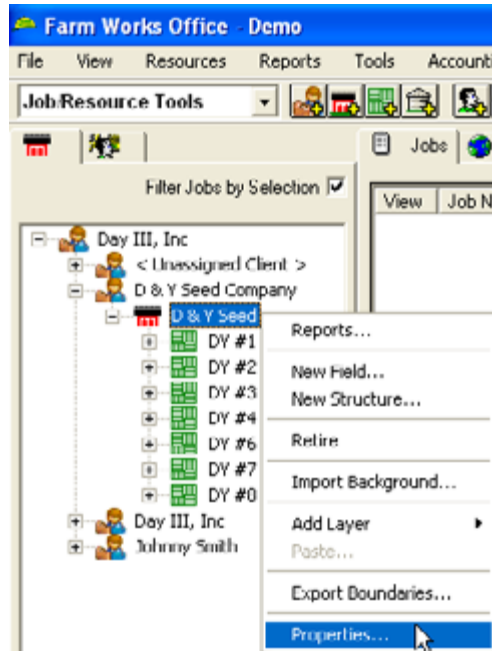 Farm Works Office - Demo
File View Resources Reports Tools Accounti
Job/Resource Tools
Jobs
Filter Jobs by Selection
View Job N
Day III, Inc
< Unassigned Client >
D & Y Seed Company
D & Y Seed
DY #1
DY #2
DY #3
DY #4
DY #6
DY #7
DY #0
Day III, Inc
Johnny Smith
Reports...
New Field...
New Structure...
Retire
Import Background...
Add Layer
Paste...
Export Boundaries...
Properties...